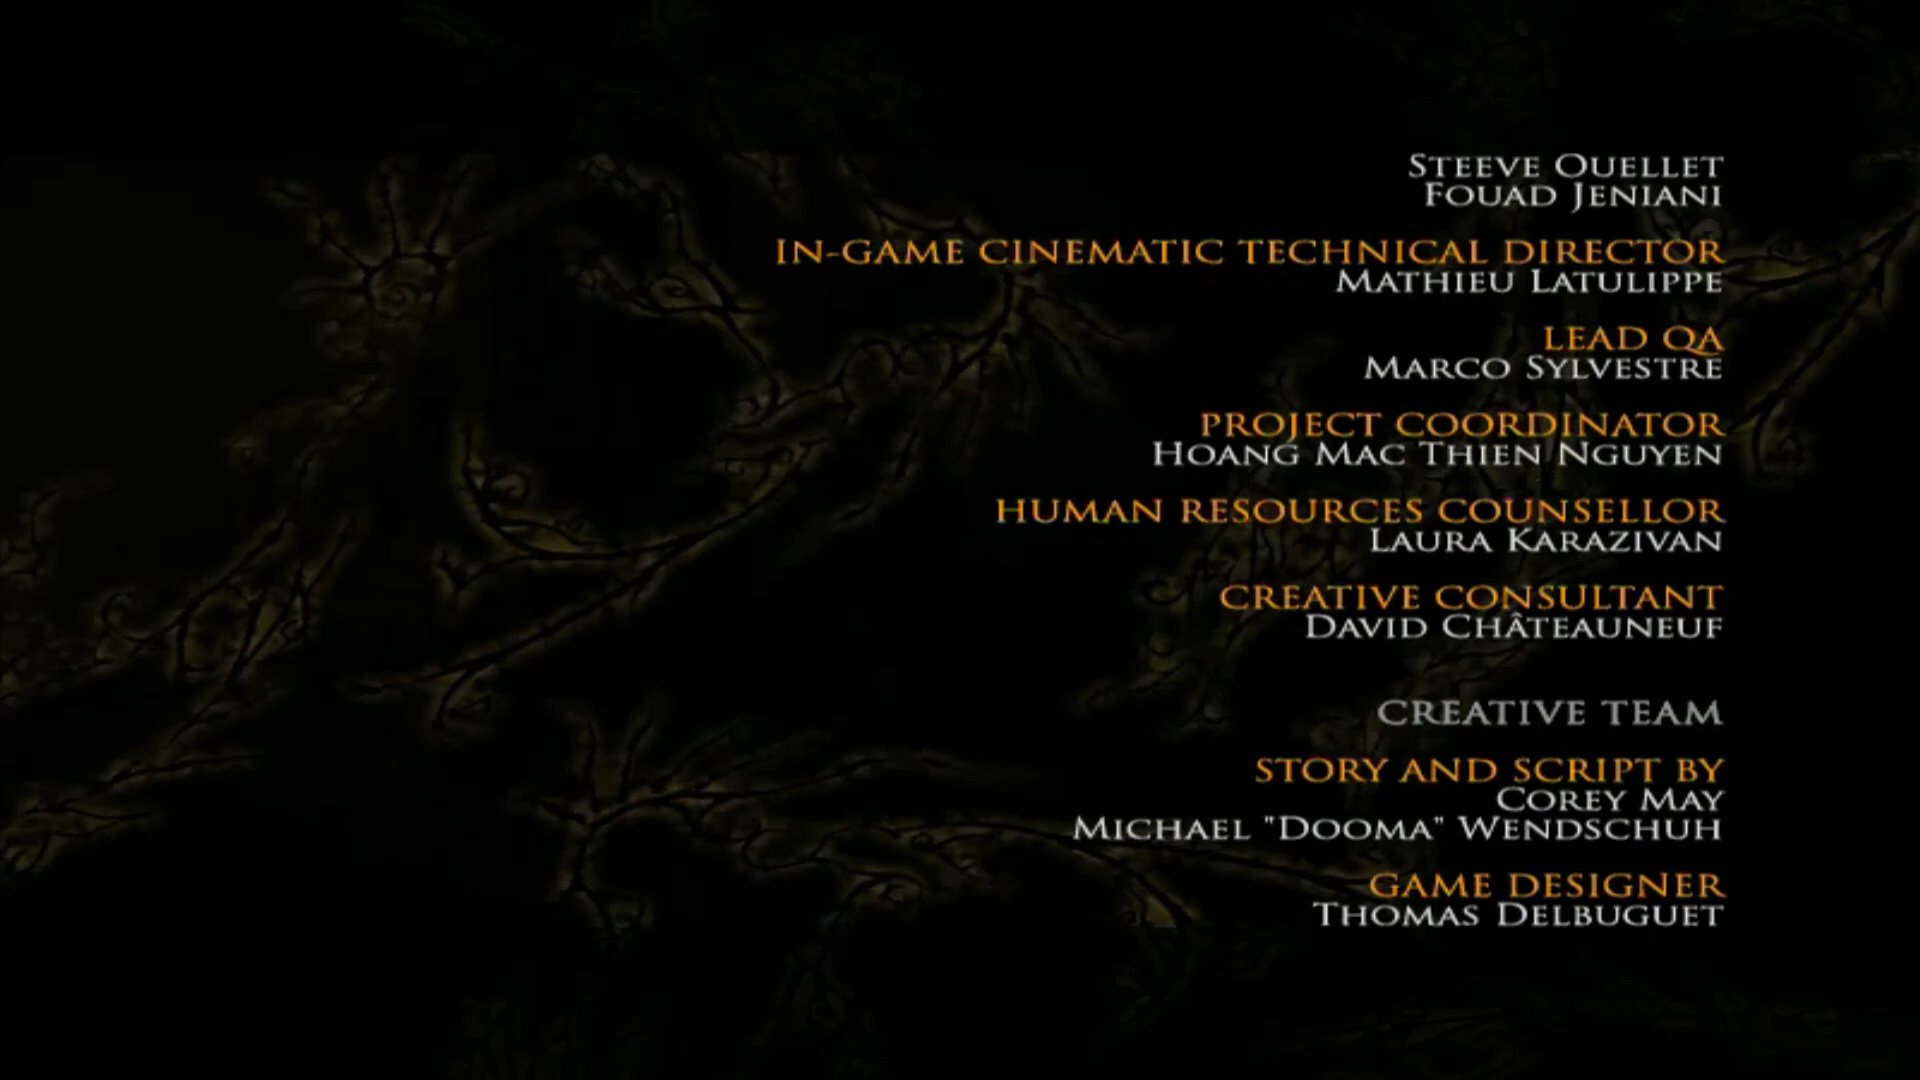 STEEVE OUELLET
FOUAD JENIANI
IN-GAME CINEMATIC TECHNICAL DIRECTOR
MATHIEU LATULIPPE
LEAD QA
MARCO SYLVESTRE
PROJECT COORDINATOR
HOANG MAC THIEN NGUYEN
HUMAN RESOURCES COUNSELLOR
LAURA KARAZIVAN
CREATIVE CONSULTANT
DAVID CHÂTEAUNEUF
CREATIVE TEAM
STORY AND SCRIPT BY
COREY MAY
MICHAEL "DOOMA" WENDSCHUH
GAME DESIGNER
THOMAS DELBUGUET